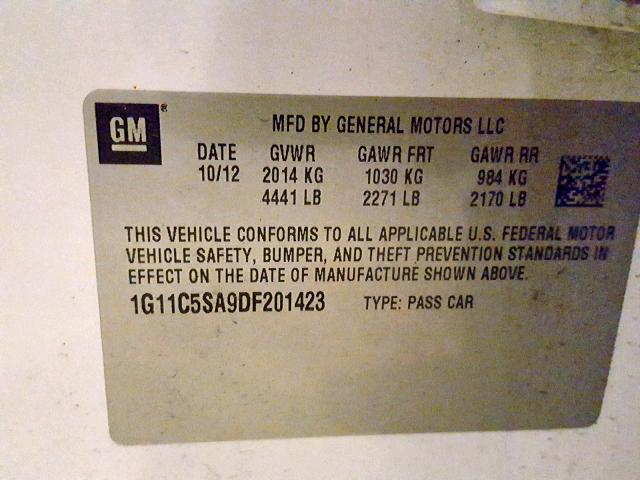 GM®
MFD BY GENERAL MOTORS LLC
DATE GVWR GAWR FRT GAWR RR
10/12 2014 KG 1030 KG 984 KG
4441 LB 2271 LB 2170 LB
THIS VEHICLE CONFORMS TO ALL APPLICABLE U.S. FEDERAL MOTOR
VEHICLE SAFETY, BUMPER, AND THEFT PREVENTION STANDARDS IN
EFFECT ON THE DATE OF MANUFACTURE SHOWN ABOVE.
1G11C5SA9DF201423 TYPE: PASS CAR